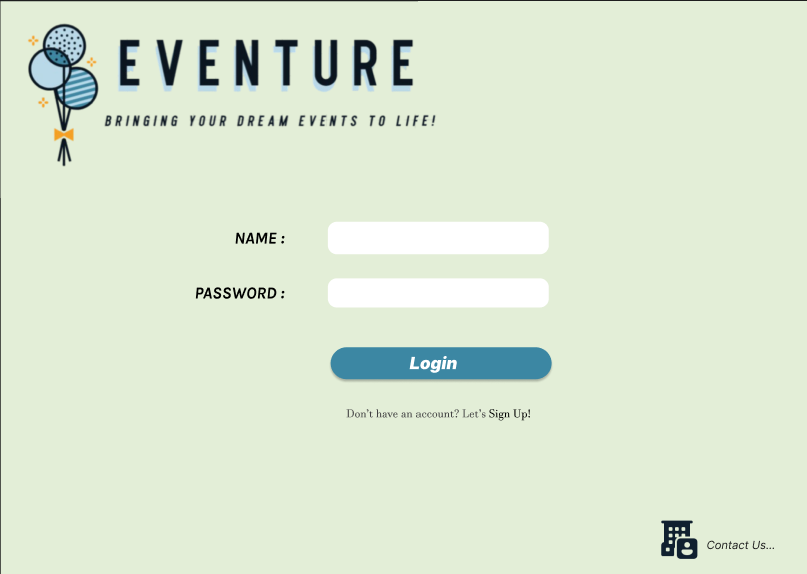 EVENTURE
BRINGING YOUR DREAM EVENTS TO LIFE!
NAME :
PASSWORD :
Login
Don't have an account? Let's Sign Up!
Contact Us...